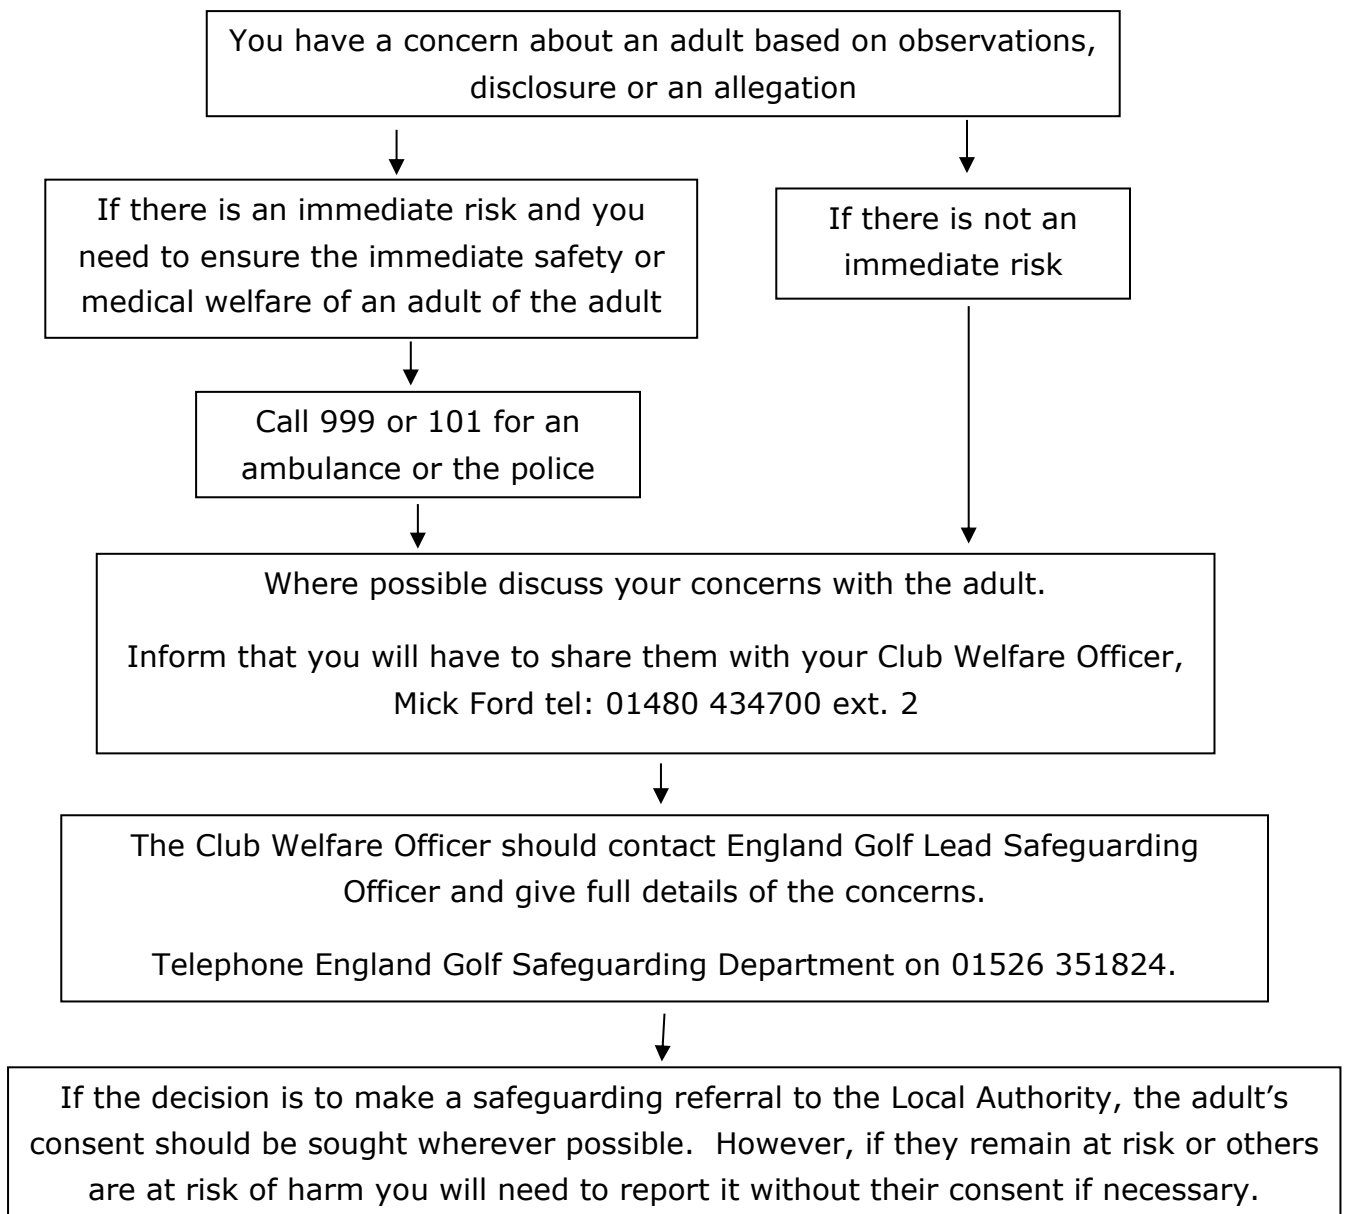 You have a concern about an adult based on observations,
disclosure or an allegation
If there is an immediate risk and you
need to ensure the immediate safety or
medical welfare of an adult of the adult
If there is not an
immediate risk
Call 999 or 101 for an
ambulance or the police
Where possible discuss your concerns with the adult.
Inform that you will have to share them with your Club Welfare Officer,
Mick Ford tel: 01480 434700 ext. 2
The Club Welfare Officer should contact England Golf Lead Safeguarding
Officer and give full details of the concerns.
Telephone England Golf Safeguarding Department on 01526 351824.
If the decision is to make a safeguarding referral to the Local Authority, the adult’s
consent should be sought wherever possible.  However, if they remain at risk or others
are at risk of harm you will need to report it without their consent if necessary.